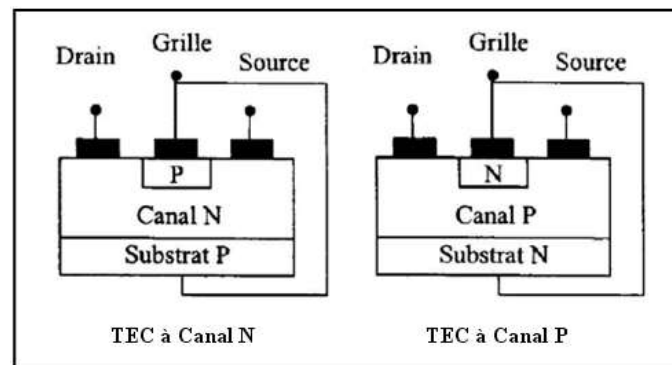 Drain Grille Source
P
Canal N
Substrat P
TEC à Canal N
Drain Grille Source
N
Canal P
Substrat N
TEC à Canal P